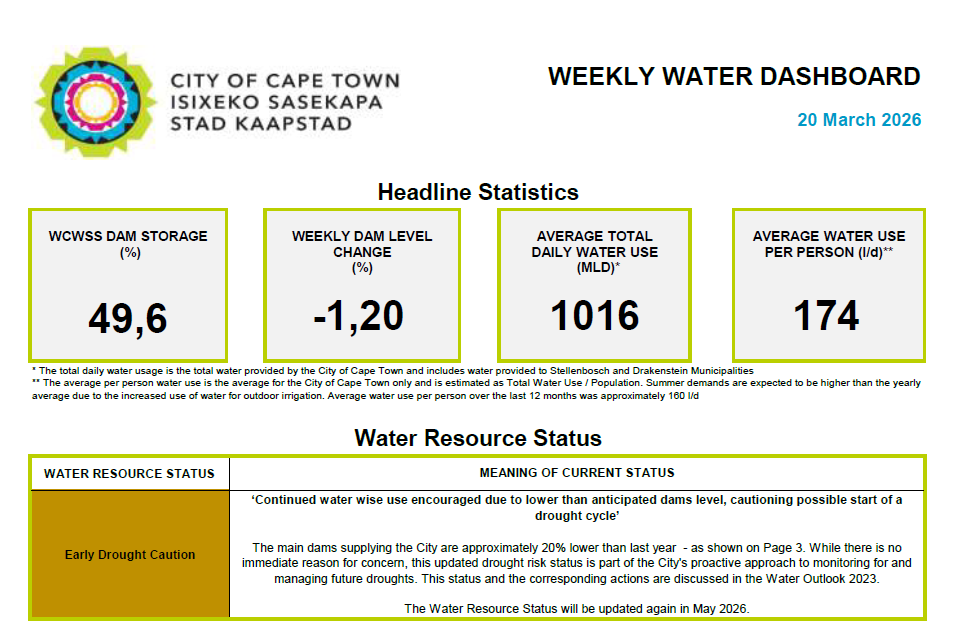 CITY OF CAPE TOWN
ISIXEKO SASEKAPA
STAD KAAPSTAD
WEEKLY WATER DASHBOARD
20 March 2026
Headline Statistics
WCWSS DAM STORAGE
(%)
49,6
WEEKLY DAM LEVEL
CHANGE
(%)
-1,20
AVERAGE TOTAL
DAILY WATER USE
(MLD)*
1016
AVERAGE WATER USE
PER PERSON (l/d)**
174
* The total daily water usage is the total water provided by the City of Cape Town and includes water provided to Stellenbosch and Drakenstein Municipalities
** The average per person water use is the average for the City of Cape Town only and is estimated as Total Water Use / Population. Summer demands are expected to be higher than the yearly
average due to the increased use of water for outdoor irrigation. Average water use per person over the last 12 months was approximately 160 l/d
Water Resource Status
WATER RESOURCE STATUS
MEANING OF CURRENT STATUS
Early Drought Caution
‘Continued water wise use encouraged due to lower than anticipated dams level, cautioning possible start of a
drought cycle’
The main dams supplying the City are approximately 20% lower than last year - as shown on Page 3. While there is no
immediate reason for concern, this updated drought risk status is part of the City's proactive approach to monitoring for and
managing future droughts. This status and the corresponding actions are discussed in the Water Outlook 2023.
The Water Resource Status will be updated again in May 2026.